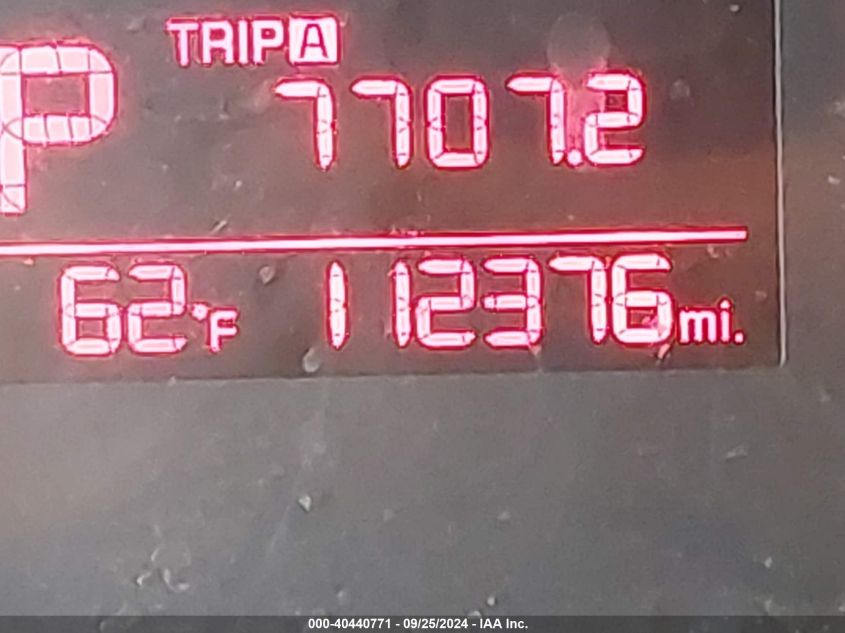 P
TRIP A
7707.2
62°F 112376 mi.
000-40440771 - 09/25/2024 - IAA Inc.